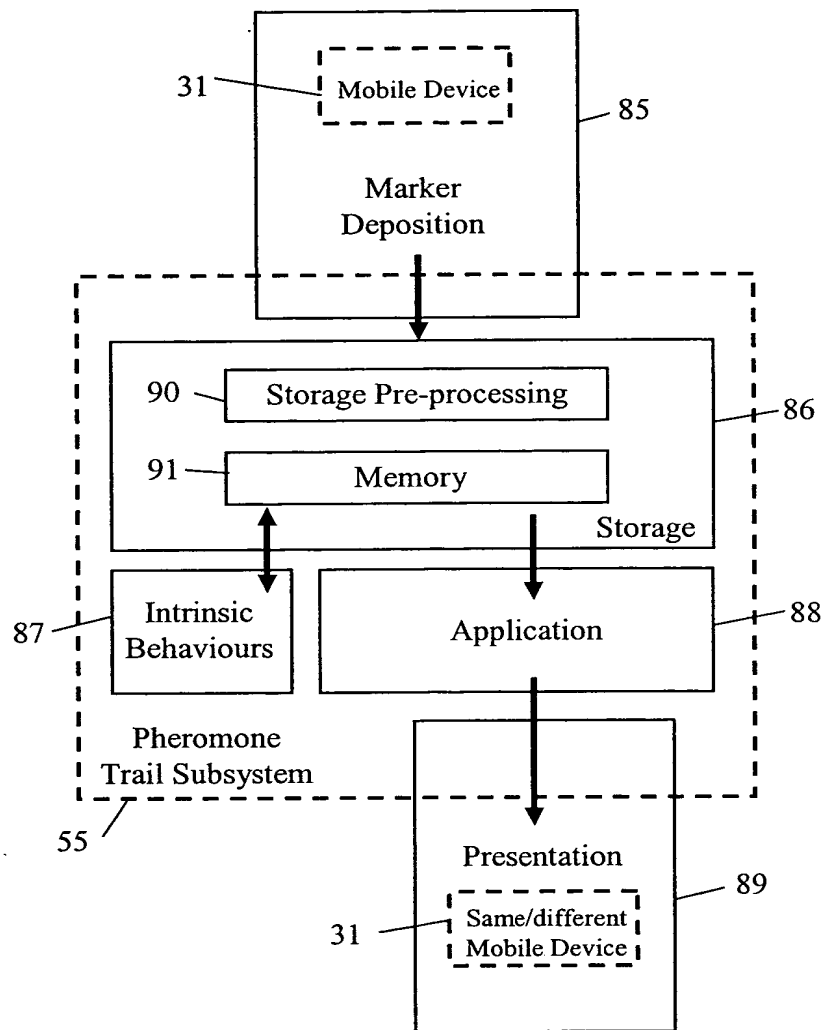 31
Mobile Device
85
Marker
Deposition
90
Storage Pre-processing
86
91
Memory
Storage
87
Intrinsic
Behaviours
Application
88
Pheromone
Trail Subsystem
55
Presentation
89
31
Same/different
Mobile Device